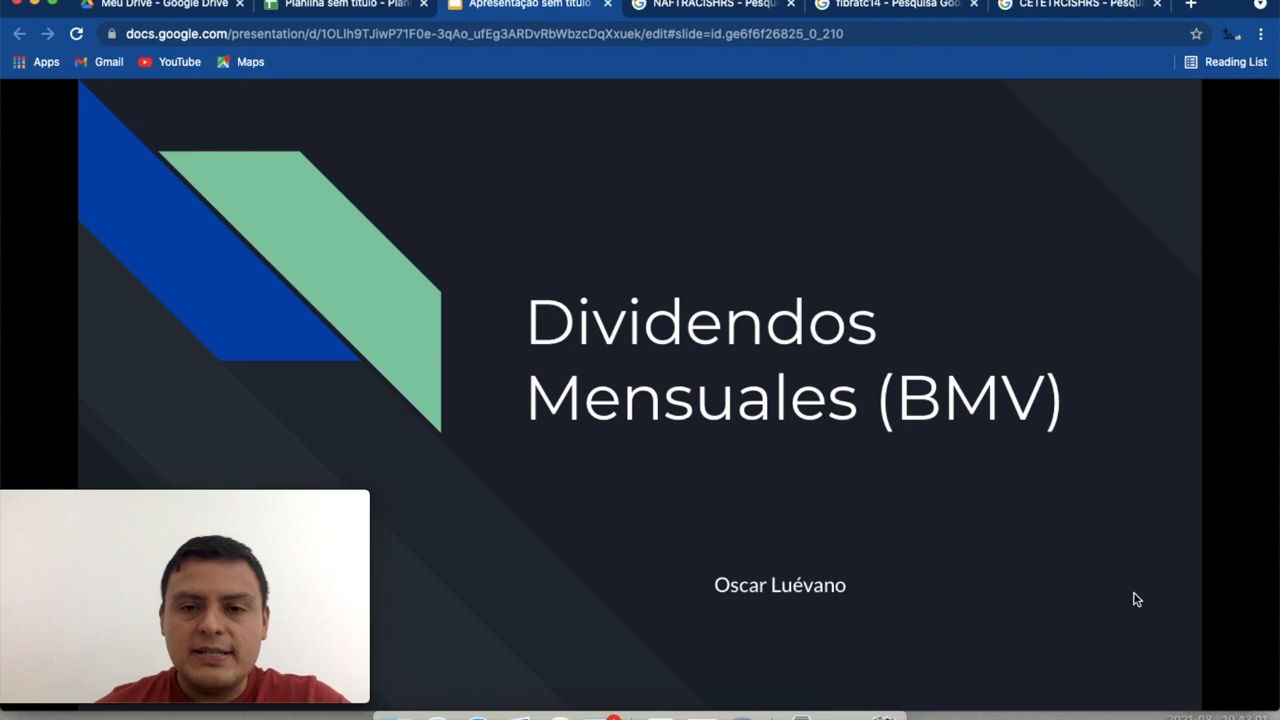 Meu Drive - Google Drive
Planilha sem título - Plan
Apresentação sem título
NAFTRACISHRS - Pesqu
fibratc14 - Pesquisa Goo
CETETRCISHRS - Pesqu
docs.google.com/presentation/d/1OLIh9TJiwP71F0e-3qAo_ufEg3ARDvRbWbzcDqXxuek/edit#slide=id.ge6f6f26825_0_210
Apps
Gmail
YouTube
Maps
Reading List
Dividendos
Mensuales (BMV)
Oscar Luévano